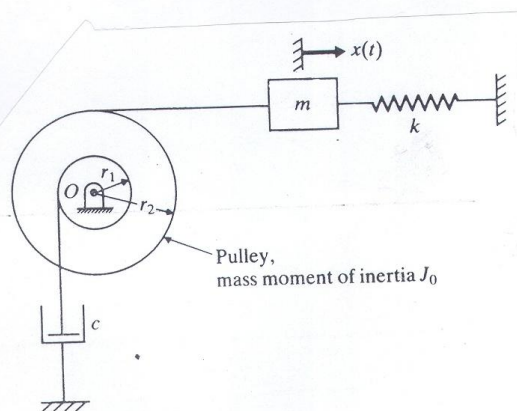 x(t)
m
k
r₁
O
r₂
Pulley,
mass moment of inertia J₀
c